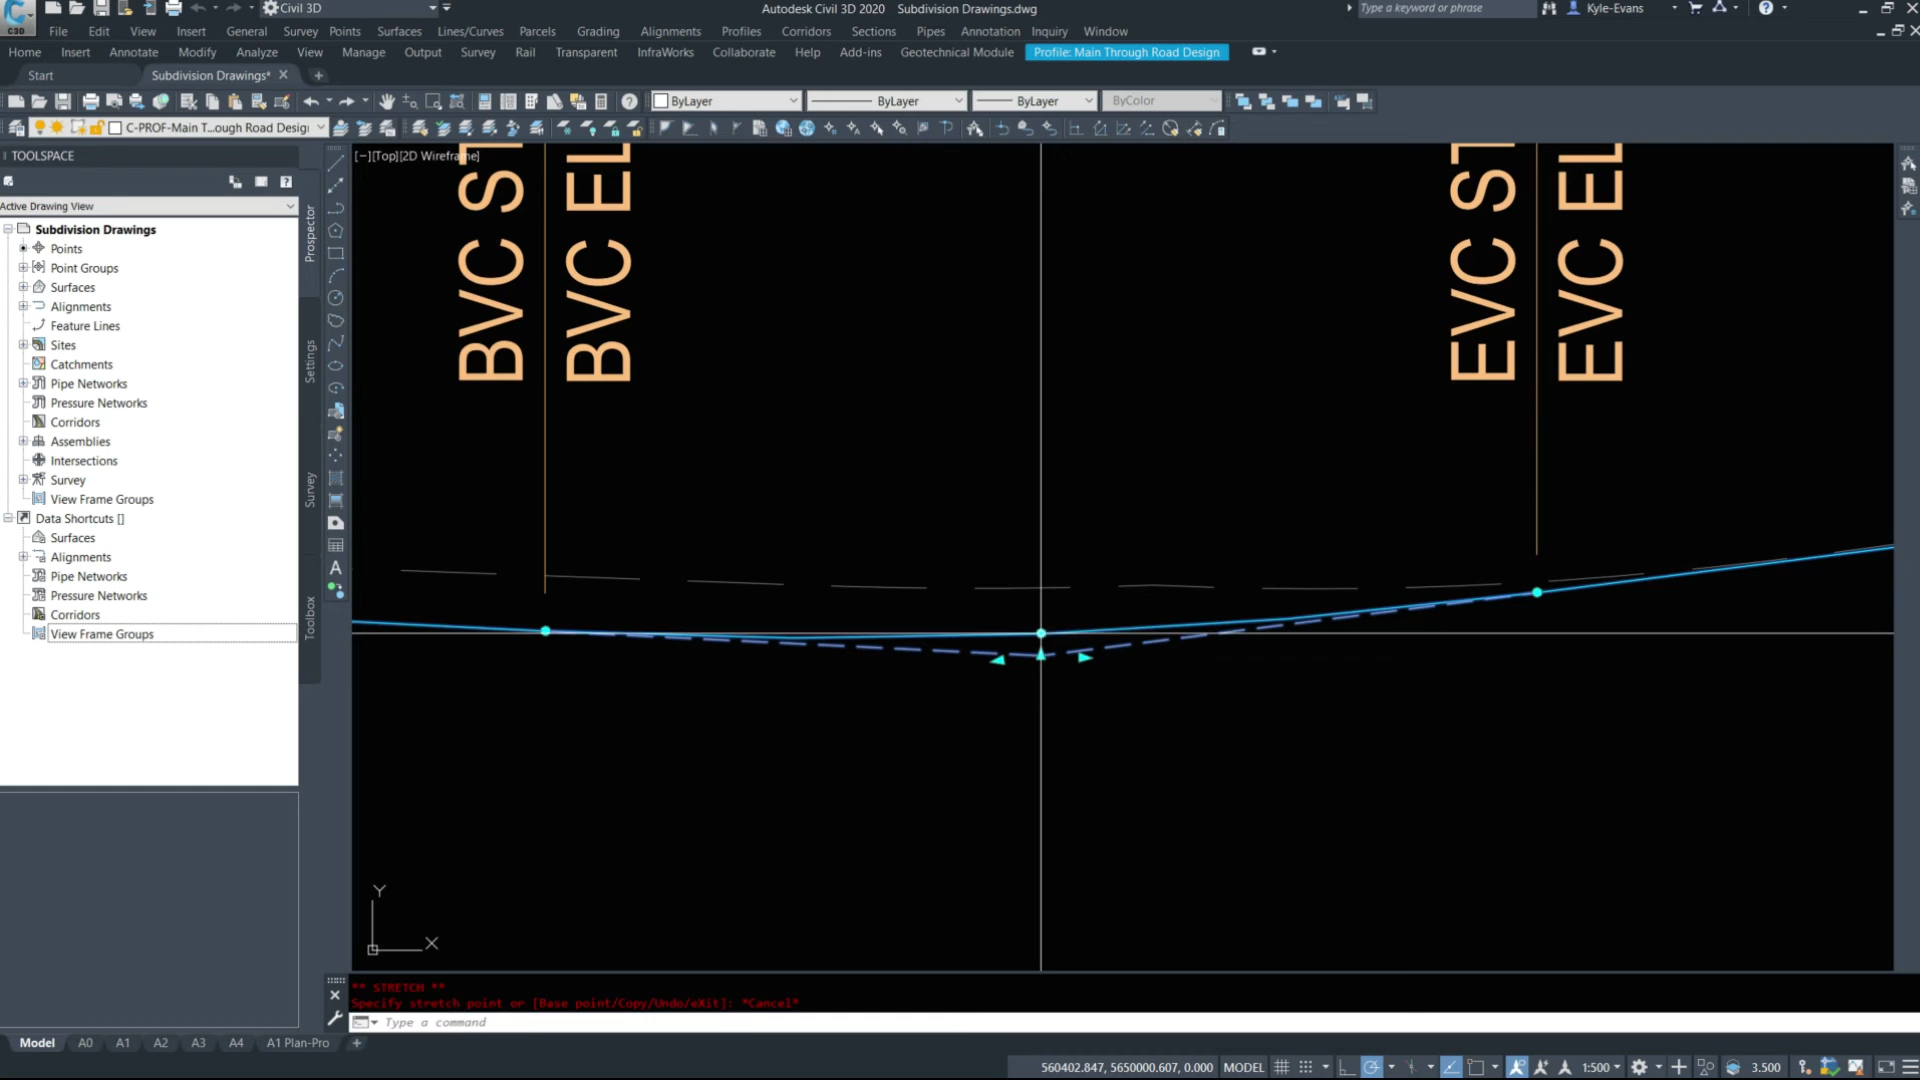 Civil 3D
Autodesk Civil 3D 2020 Subdivision Drawings.dwg
Type a keyword or phrase
Kyle-Evans
C3D
File Edit View Insert General Survey Points Surfaces Lines/Curves Parcels Grading Alignments Profiles Corridors Sections Pipes Annotation Inquiry Window
Home Insert Annotate Modify Analyze View Manage Output Survey Rail Transparent InfraWorks Collaborate Help Add-ins Geotechnical Module Profile: Main Through Road Design
Start Subdivision Drawings*
ByLayer ByLayer ByLayer ByColor
C-PROF-Main T...ough Road Desig
TOOLSPACE
[−][Top][2D Wireframe]
Active Drawing View
Subdivision Drawings
Points
Point Groups
Surfaces
Alignments
Feature Lines
Sites
Catchments
Pipe Networks
Pressure Networks
Corridors
Assemblies
Intersections
Survey
View Frame Groups
Data Shortcuts []
Surfaces
Alignments
Pipe Networks
Pressure Networks
Corridors
View Frame Groups
Prospector
Settings
Survey
Toolbox
BVC ST
BVC EL
EVC ST
EVC EL
Y
X
** STRETCH **
Specify stretch point or [Base point/Copy/Undo/eXit]: *Cancel*
Type a command
Model A0 A1 A2 A3 A4 A1 Plan-Pro
560402.847, 5650000.607, 0.000 MODEL 1:500 3.500